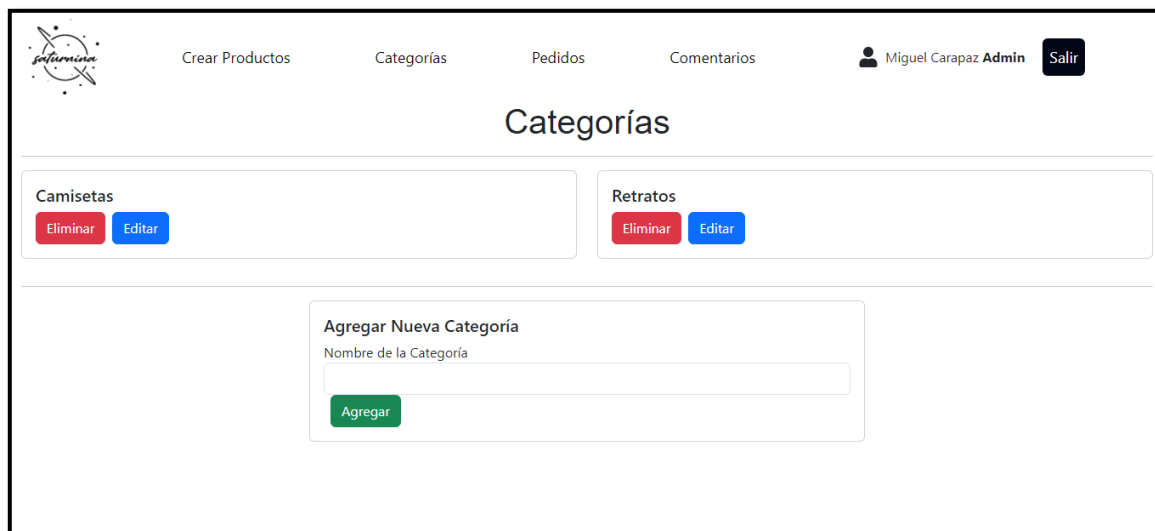 saturnina
Crear Productos Categorías Pedidos Comentarios Miguel Carapaz Admin Salir
Categorías
Camisetas
Eliminar Editar
Retratos
Eliminar Editar
Agregar Nueva Categoría
Nombre de la Categoría
Agregar